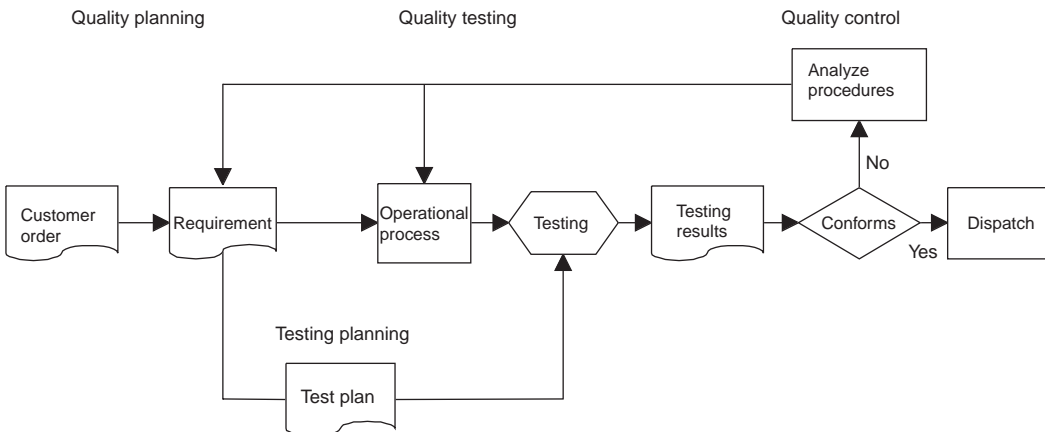 Quality planning
Quality testing
Quality control
Analyze
procedures
No
Customer
order
Requirement
Operational
process
Testing
Testing
results
Conforms
Yes
Dispatch
Testing planning
Test plan